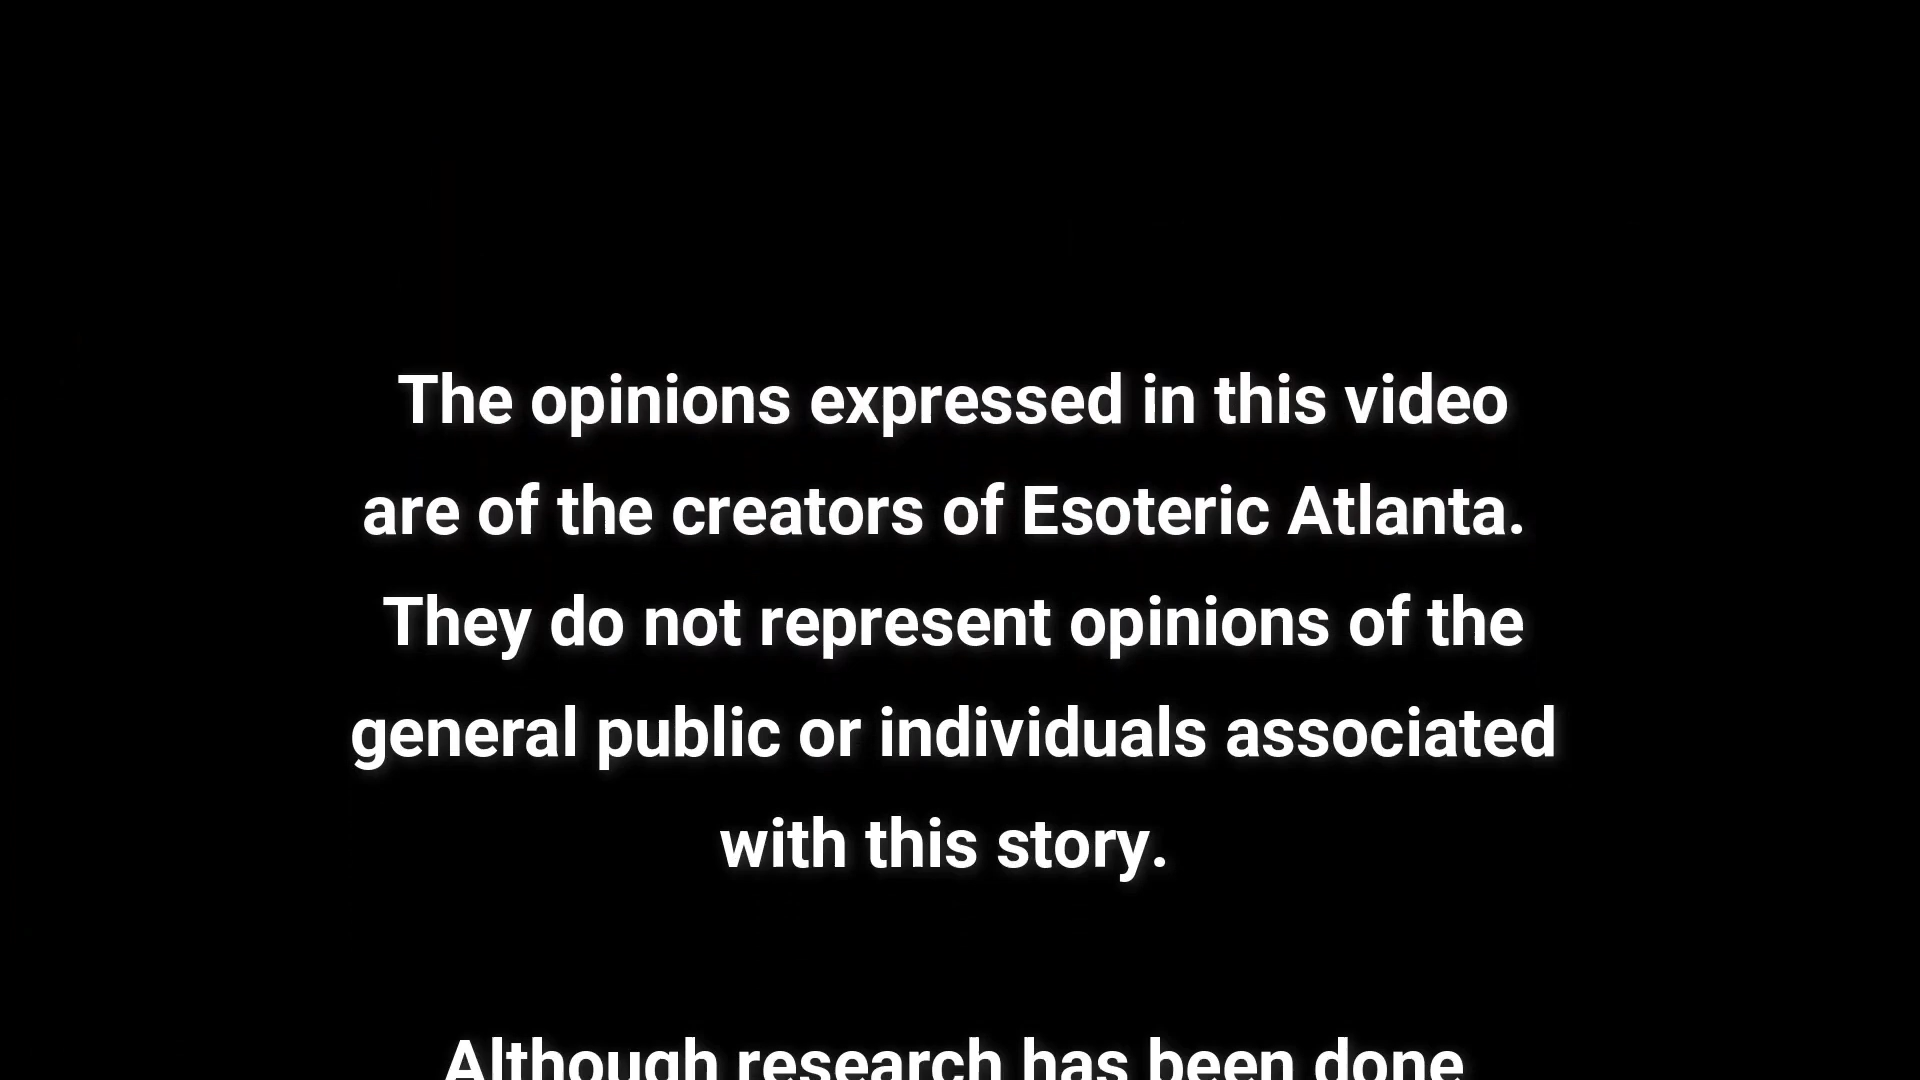 The opinions expressed in this video
are of the creators of Esoteric Atlanta.
They do not represent opinions of the
general public or individuals associated
with this story.
Although research has been done